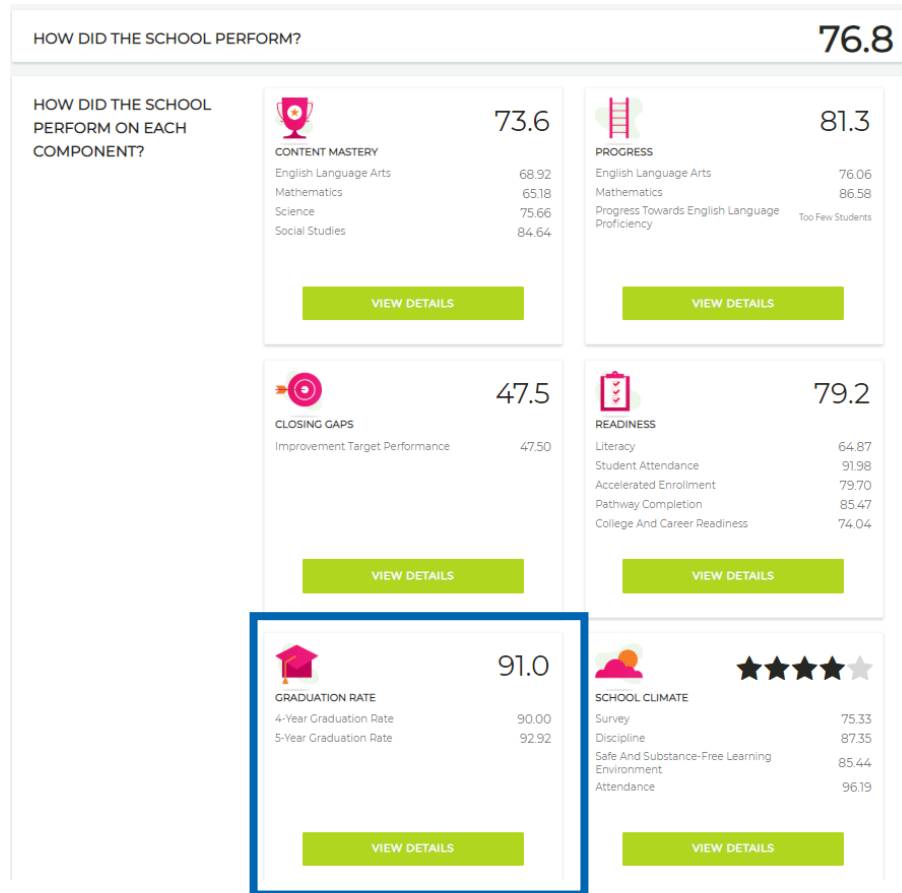 HOW DID THE SCHOOL PERFORM?
76.8
HOW DID THE SCHOOL
PERFORM ON EACH
COMPONENT?
73.6
CONTENT MASTERY
English Language Arts 68.92
Mathematics 65.18
Science 75.66
Social Studies 84.64
VIEW DETAILS
81.3
PROGRESS
English Language Arts 76.06
Mathematics 86.58
Progress Towards English Language
Proficiency
Too Few Students
VIEW DETAILS
47.5
CLOSING GAPS
Improvement Target Performance 47.50
VIEW DETAILS
79.2
READINESS
Literacy 64.87
Student Attendance 91.98
Accelerated Enrollment 79.70
Pathway Completion 85.47
College And Career Readiness 74.04
VIEW DETAILS
91.0
GRADUATION RATE
4-Year Graduation Rate 90.00
5-Year Graduation Rate 92.92
VIEW DETAILS
SCHOOL CLIMATE
Survey 75.33
Discipline 87.35
Safe And Substance-Free Learning
Environment
85.44
Attendance 96.19
VIEW DETAILS